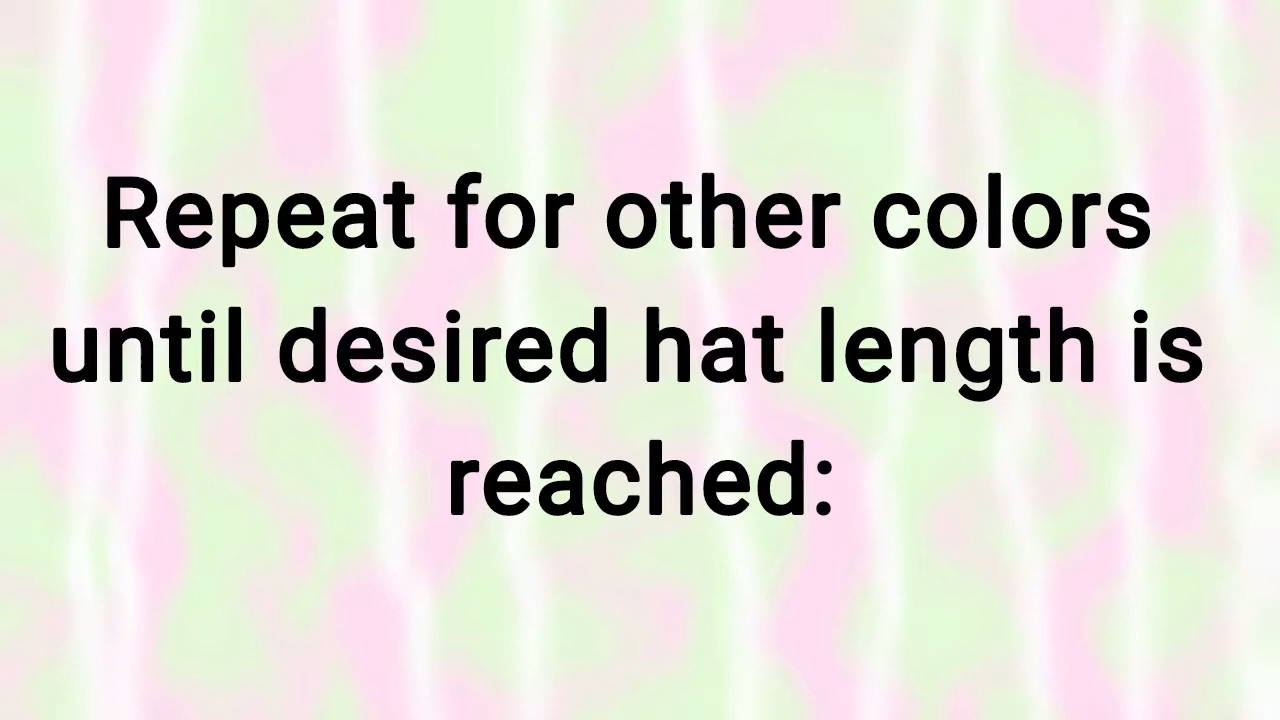 Repeat for other colors
until desired hat length is
reached: